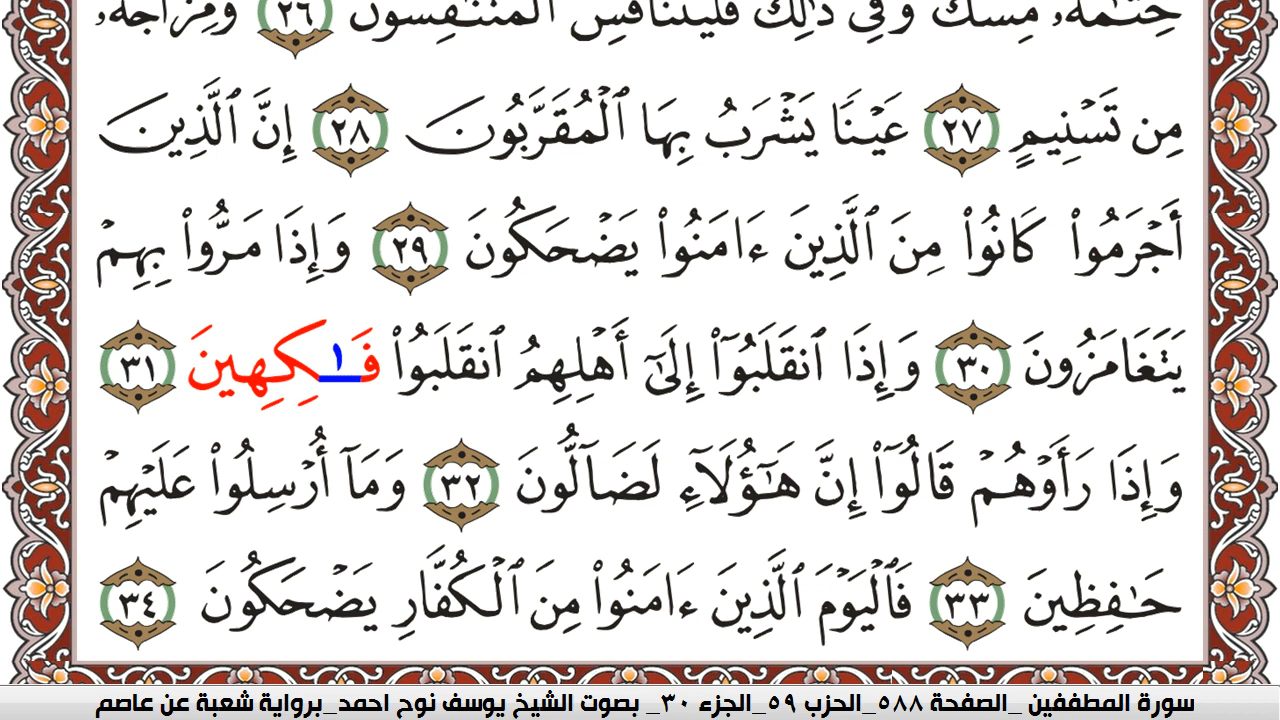 خِتَـٰمُهُۥ مِسْكٌ وَفِى ذَٰلِكَ فَلْيَتَنَافَسِ ٱلْمُتَنَـٰفِسُونَ ٢٦ وَمِزَاجُهُۥ
مِن تَسْنِيمٍ ٢٧ عَيْنًا يَشْرَبُ بِهَا ٱلْمُقَرَّبُونَ ٢٨ إِنَّ ٱلَّذِينَ
أَجْرَمُوا۟ كَانُوا۟ مِنَ ٱلَّذِينَ ءَامَنُوا۟ يَضْحَكُونَ ٢٩ وَإِذَا مَرُّوا۟ بِهِمْ
يَتَغَامَزُونَ ٣٠ وَإِذَا ٱنقَلَبُوٓا۟ إِلَىٰٓ أَهْلِهِمُ ٱنقَلَبُوا۟ فَـٰكِهِينَ ٣١
وَإِذَا رَأَوْهُمْ قَالُوٓا۟ إِنَّ هَـٰٓؤُلَآءِ لَضَآلُّونَ ٣٢ وَمَآ أُرْسِلُوا۟ عَلَيْهِمْ
حَـٰفِظِينَ ٣٣ فَٱلْيَوْمَ ٱلَّذِينَ ءَامَنُوا۟ مِنَ ٱلْكُفَّارِ يَضْحَكُونَ ٣٤
سورة المطففين _الصفحة ٥٨٨_الحزب ٥٩_الجزء ٣٠_ بصوت الشيخ يوسف نوح احمد_برواية شعبة عن عاصم